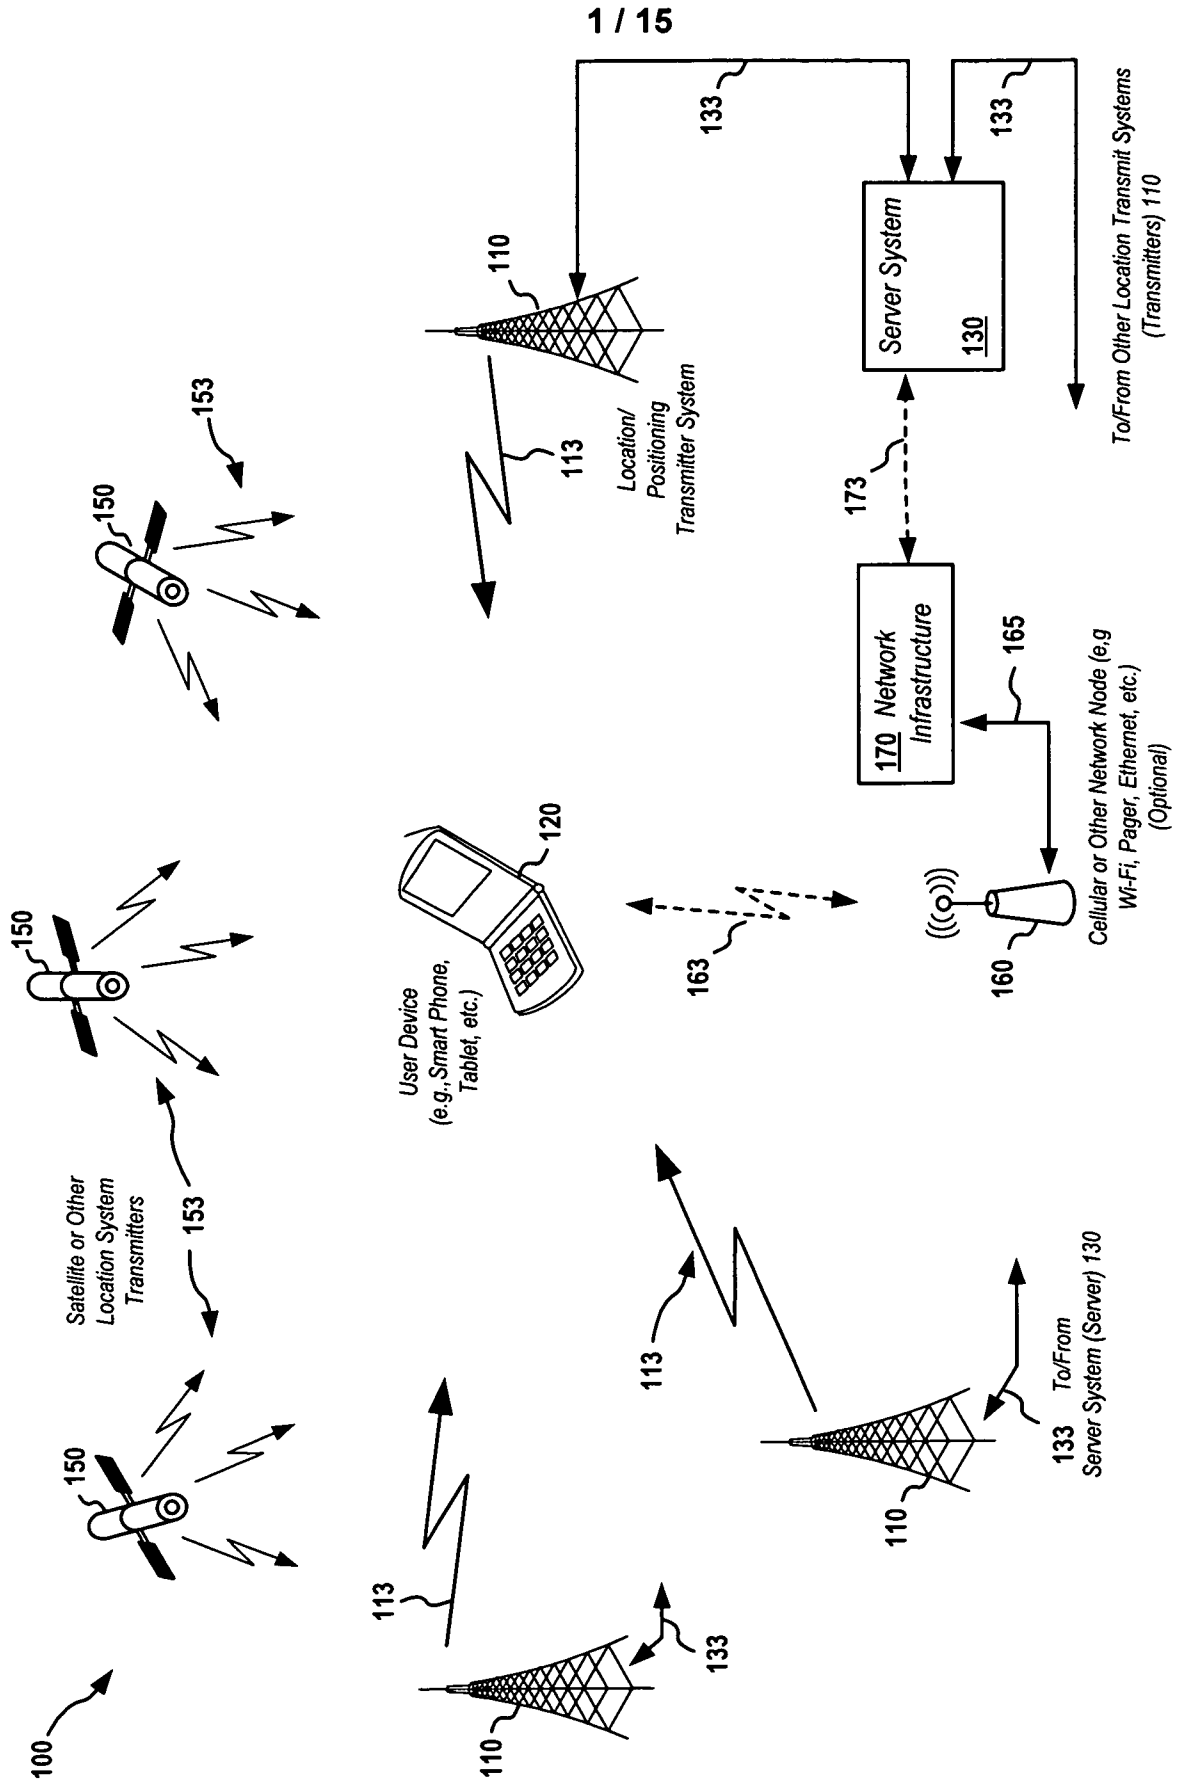 1 / 15
100
150
150
150
153
153
Satellite or Other
Location System
Transmitters
113
110
133
User Device
(e.g.,Smart Phone,
Tablet, etc.)
120
113
110
Location/
Positioning
Transmitter System
113
110
133
To/From
Server System (Server) 130
163
160
Cellular or Other Network Node (e,g
Wi-Fi, Pager, Ethernet, etc.)
(Optional)
165
170 Network
Infrastructure
173
Server System
130
133
133
To/From Other Location Transmit Systems
(Transmitters) 110